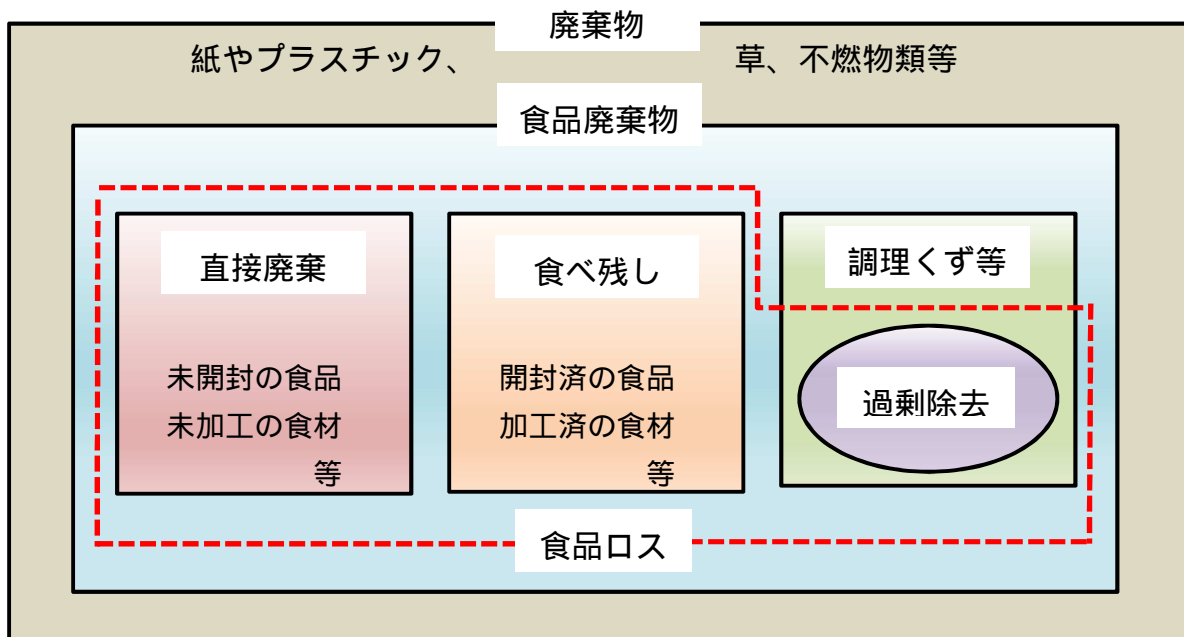 廃棄物
紙やプラスチック、 草、不燃物類等
食品廃棄物
直接廃棄
未開封の食品
未加工の食材
等
食べ残し
開封済の食品
加工済の食材
等
調理くず等
過剰除去
食品ロス